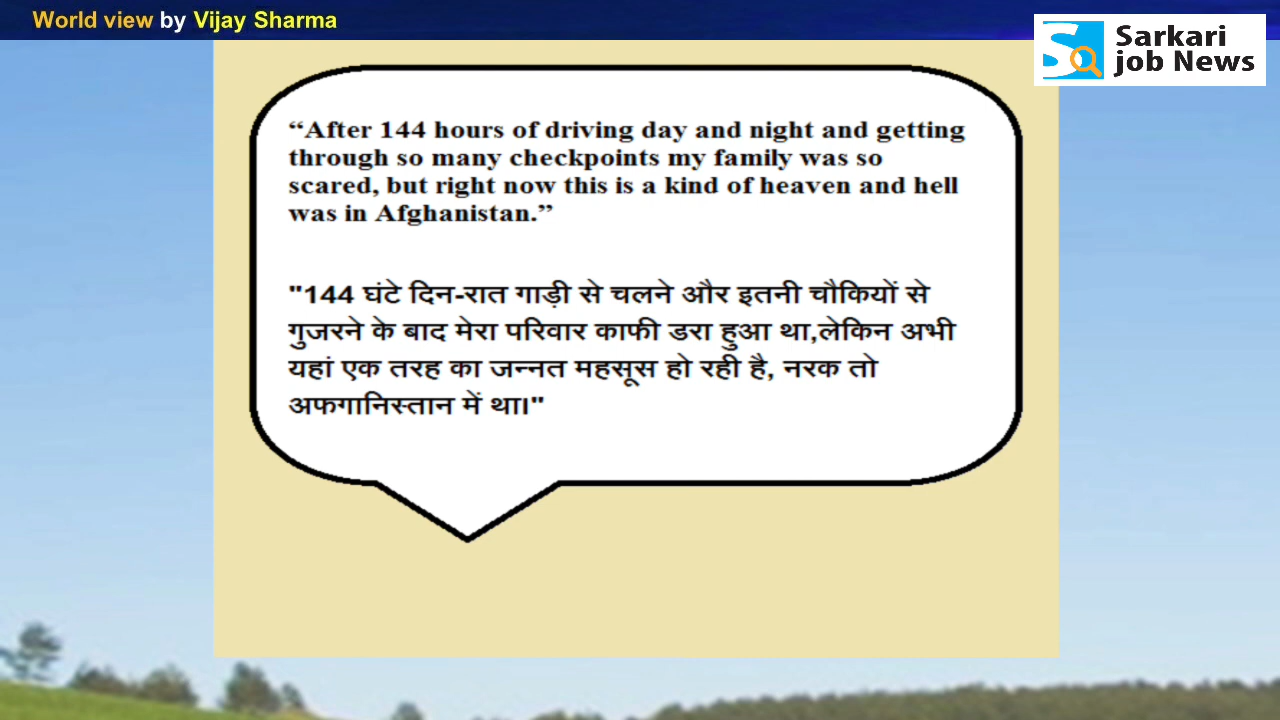 World view by Vijay Sharma
Sarkari
job News
“After 144 hours of driving day and night and getting
through so many checkpoints my family was so
scared, but right now this is a kind of heaven and hell
was in Afghanistan.”
"144 घंटे दिन-रात गाड़ी से चलने और इतनी चौकियों से
गुजरने के बाद मेरा परिवार काफी डरा हुआ था,लेकिन अभी
यहां एक तरह का जन्नत महसूस हो रही है, नरक तो
अफगानिस्तान में था।"